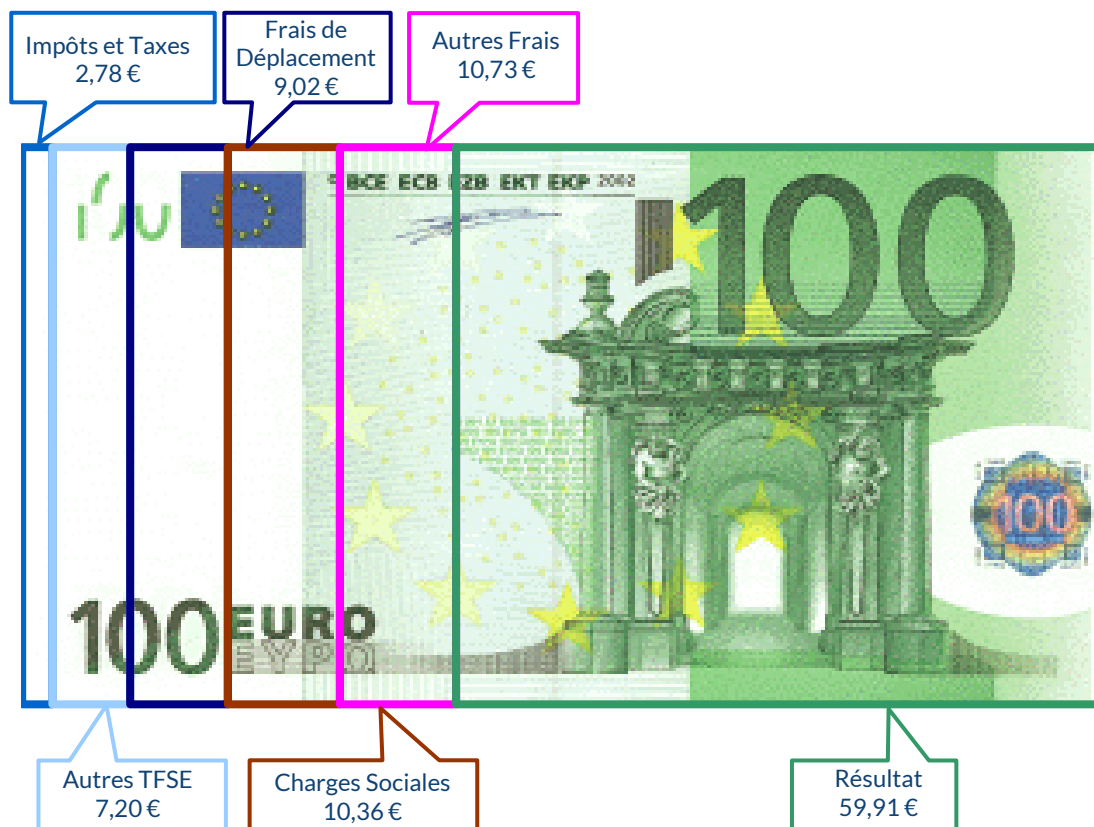 Impôts et Taxes
2,78 €
Frais de
Déplacement
9,02 €
Autres Frais
10,73 €
BCE ECB EZB EKT EKP 2002
100
100
100 EURO
ΕΥΡΩ
Autres TFSE
7,20 €
Charges Sociales
10,36 €
Résultat
59,91 €